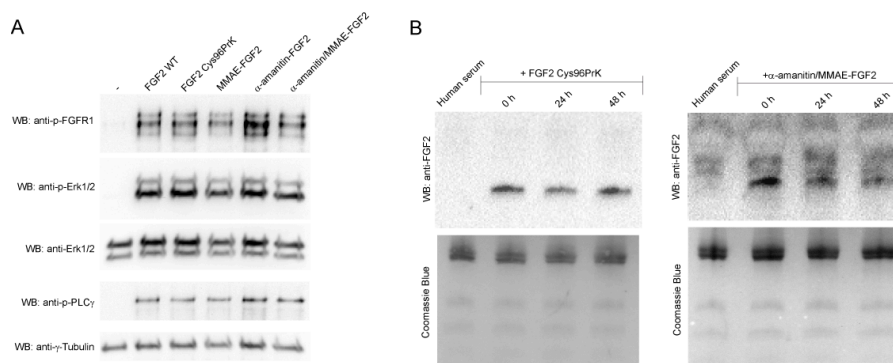 A
-
FGF2 WT
FGF2 Cys96PrK
MMAE-FGF2
α-amanitin-FGF2
α-amanitin/MMAE-FGF2
WB: anti-p-FGFR1
WB: anti-p-Erk1/2
WB: anti-Erk1/2
WB: anti-p-PLCγ
WB: anti-γ-Tubulin
B
Human serum
+ FGF2 Cys96PrK
0 h
24 h
48 h
WB: anti-FGF2
Coomassie Blue
Human serum
+α-amanitin/MMAE-FGF2
0 h
24 h
48 h
WB: anti-FGF2
Coomassie Blue